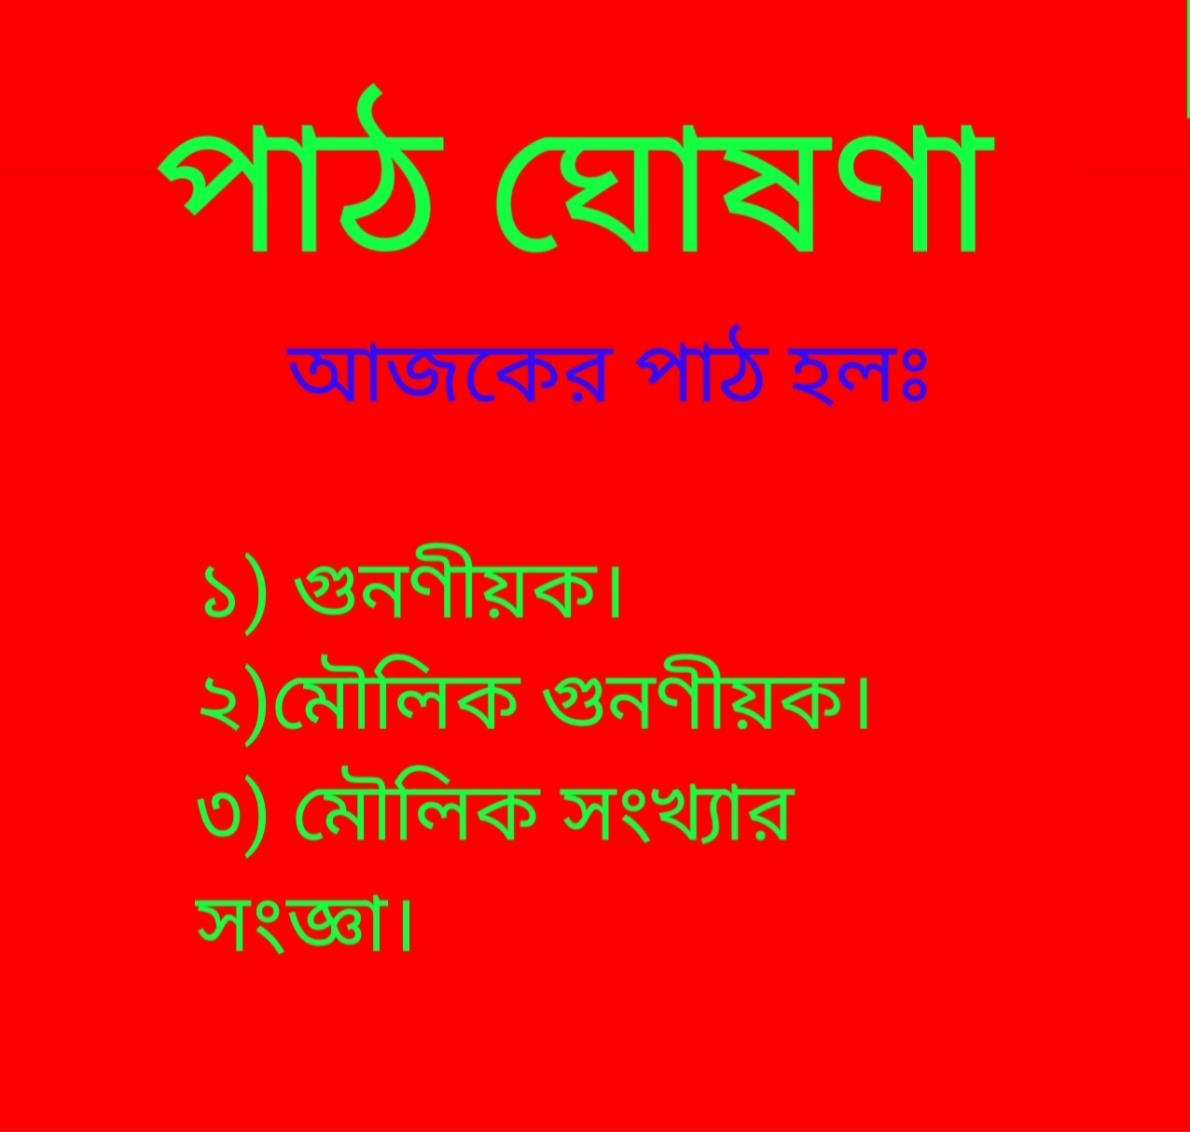 পাঠ ঘোষণা
আজকের পাঠ হলঃ
১) গুনণীয়ক।
২)মৌলিক গুনণীয়ক।
৩) মৌলিক সংখ্যার
সংজ্ঞা।